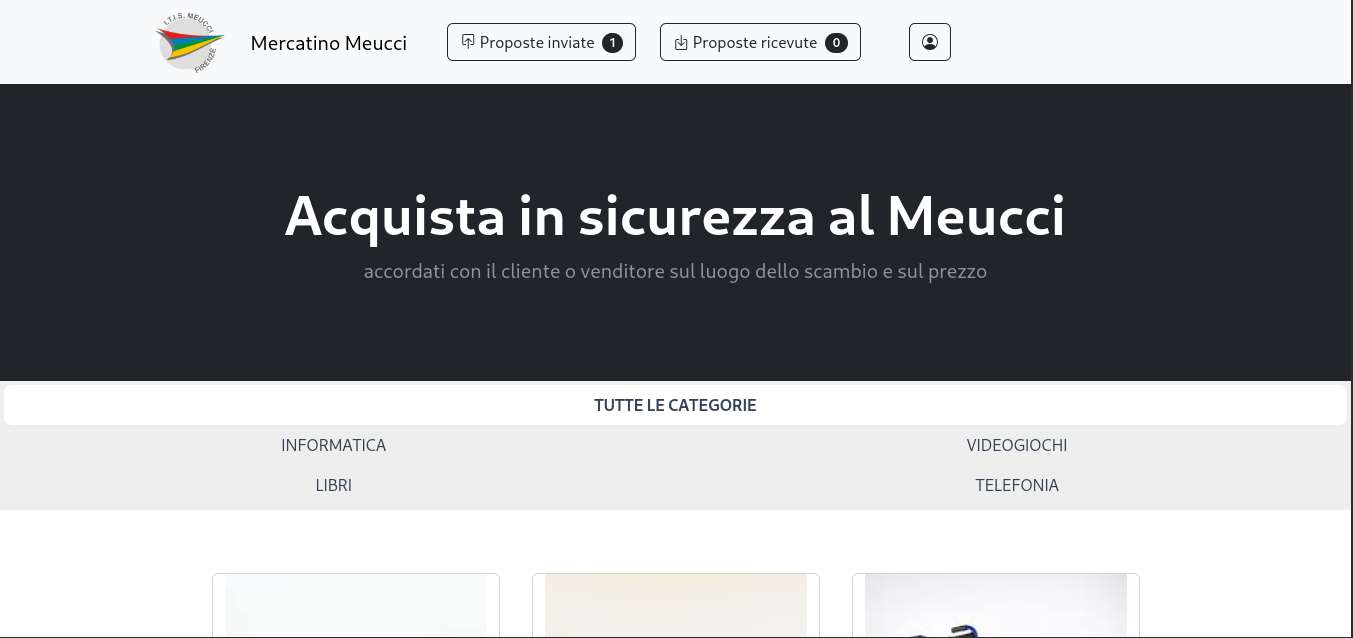 I.T.I.S. MEUCCI
FIRENZE
Mercatino Meucci
Proposte inviate 1
Proposte ricevute 0
Acquista in sicurezza al Meucci
accordati con il cliente o venditore sul luogo dello scambio e sul prezzo
TUTTE LE CATEGORIE
INFORMATICA
VIDEOGIOCHI
LIBRI
TELEFONIA